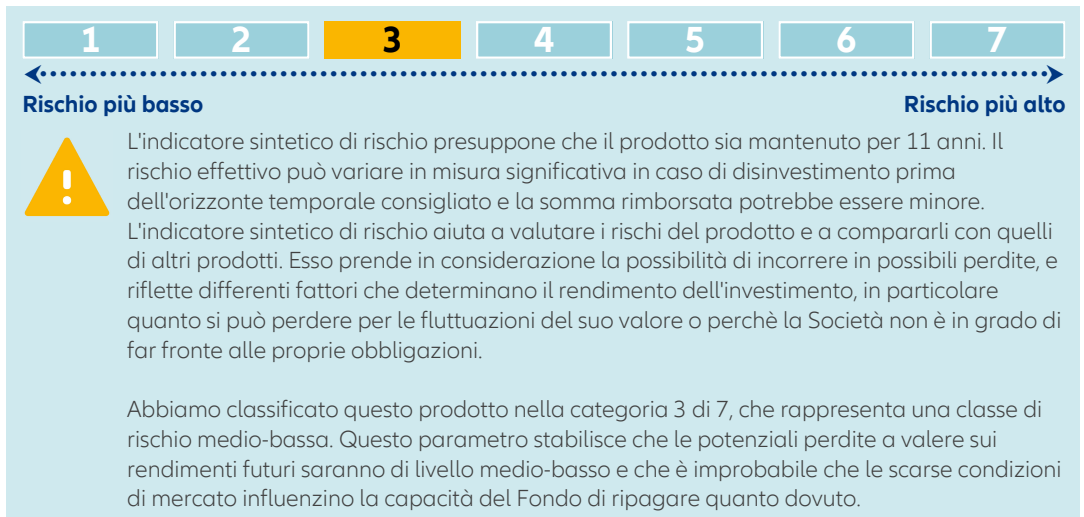 1 2 3 4 5 6 7
Rischio più basso Rischio più alto
L'indicatore sintetico di rischio presuppone che il prodotto sia mantenuto per 11 anni. Il
rischio effettivo può variare in misura significativa in caso di disinvestimento prima
dell'orizzonte temporale consigliato e la somma rimborsata potrebbe essere minore.
L'indicatore sintetico di rischio aiuta a valutare i rischi del prodotto e a compararli con quelli
di altri prodotti. Esso prende in considerazione la possibilità di incorrere in possibili perdite, e
riflette differenti fattori che determinano il rendimento dell'investimento, in particolare
quanto si può perdere per le fluttuazioni del suo valore o perchè la Società non è in grado di
far fronte alle proprie obbligazioni.
Abbiamo classificato questo prodotto nella categoria 3 di 7, che rappresenta una classe di
rischio medio-bassa. Questo parametro stabilisce che le potenziali perdite a valere sui
rendimenti futuri saranno di livello medio-basso e che è improbabile che le scarse condizioni
di mercato influenzino la capacità del Fondo di ripagare quanto dovuto.